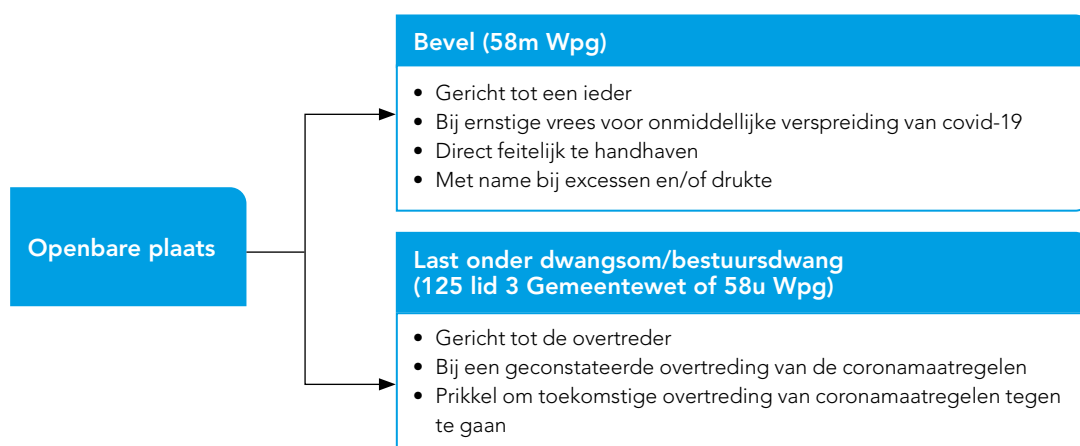 Openbare plaats
Bevel (58m Wpg)
• Gericht tot een ieder
• Bij ernstige vrees voor onmiddellijke verspreiding van covid-19
• Direct feitelijk te handhaven
• Met name bij excessen en/of drukte
Last onder dwangsom/bestuursdwang
(125 lid 3 Gemeentewet of 58u Wpg)
• Gericht tot de overtreder
• Bij een geconstateerde overtreding van de coronamaatregelen
• Prikkel om toekomstige overtreding van coronamaatregelen tegen
te gaan